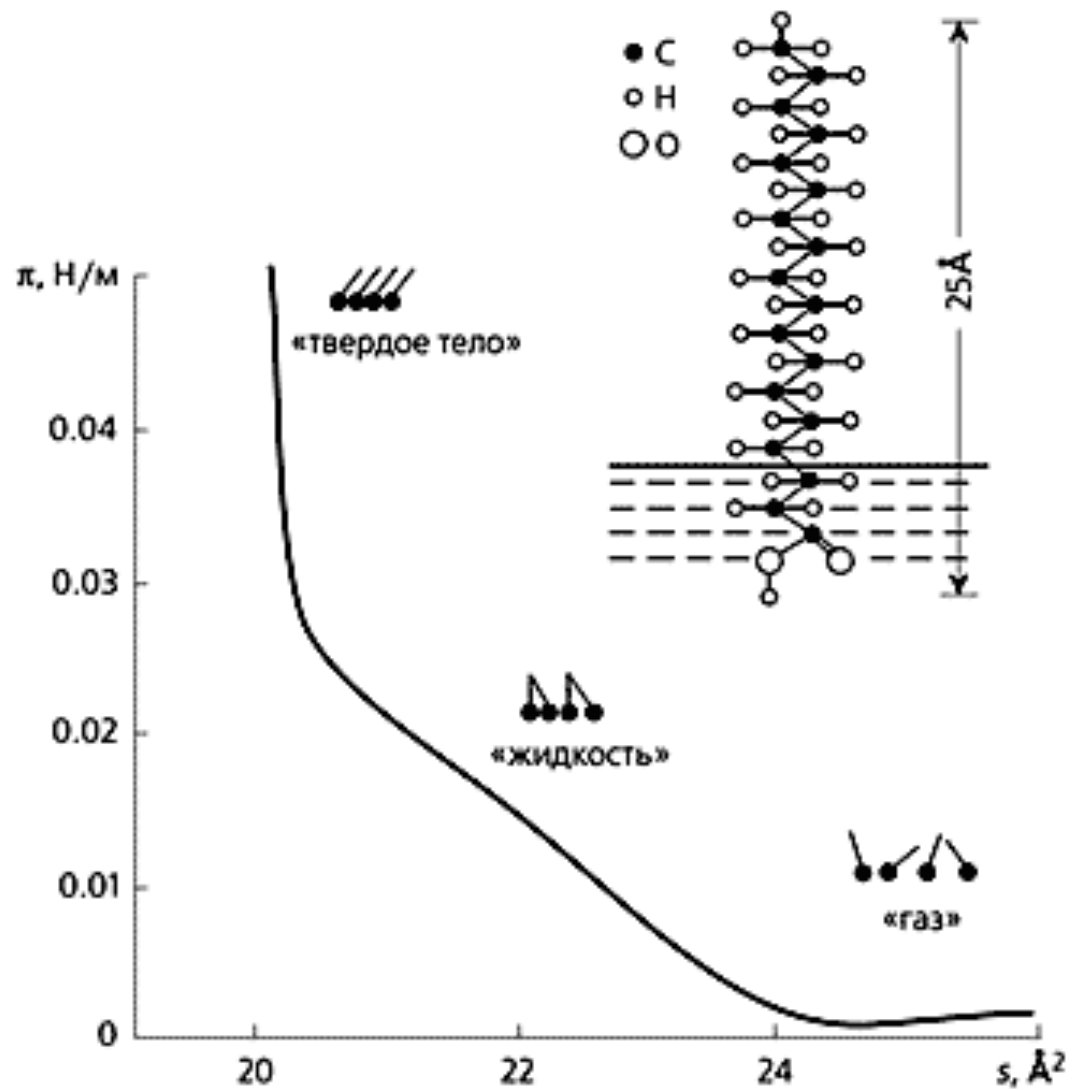 C
H
O
25Å
π, Н/м
«твердое тело»
0.04
0.03
0.02
«жидкость»
0.01
«газ»
0
20
22
24
s, Å²